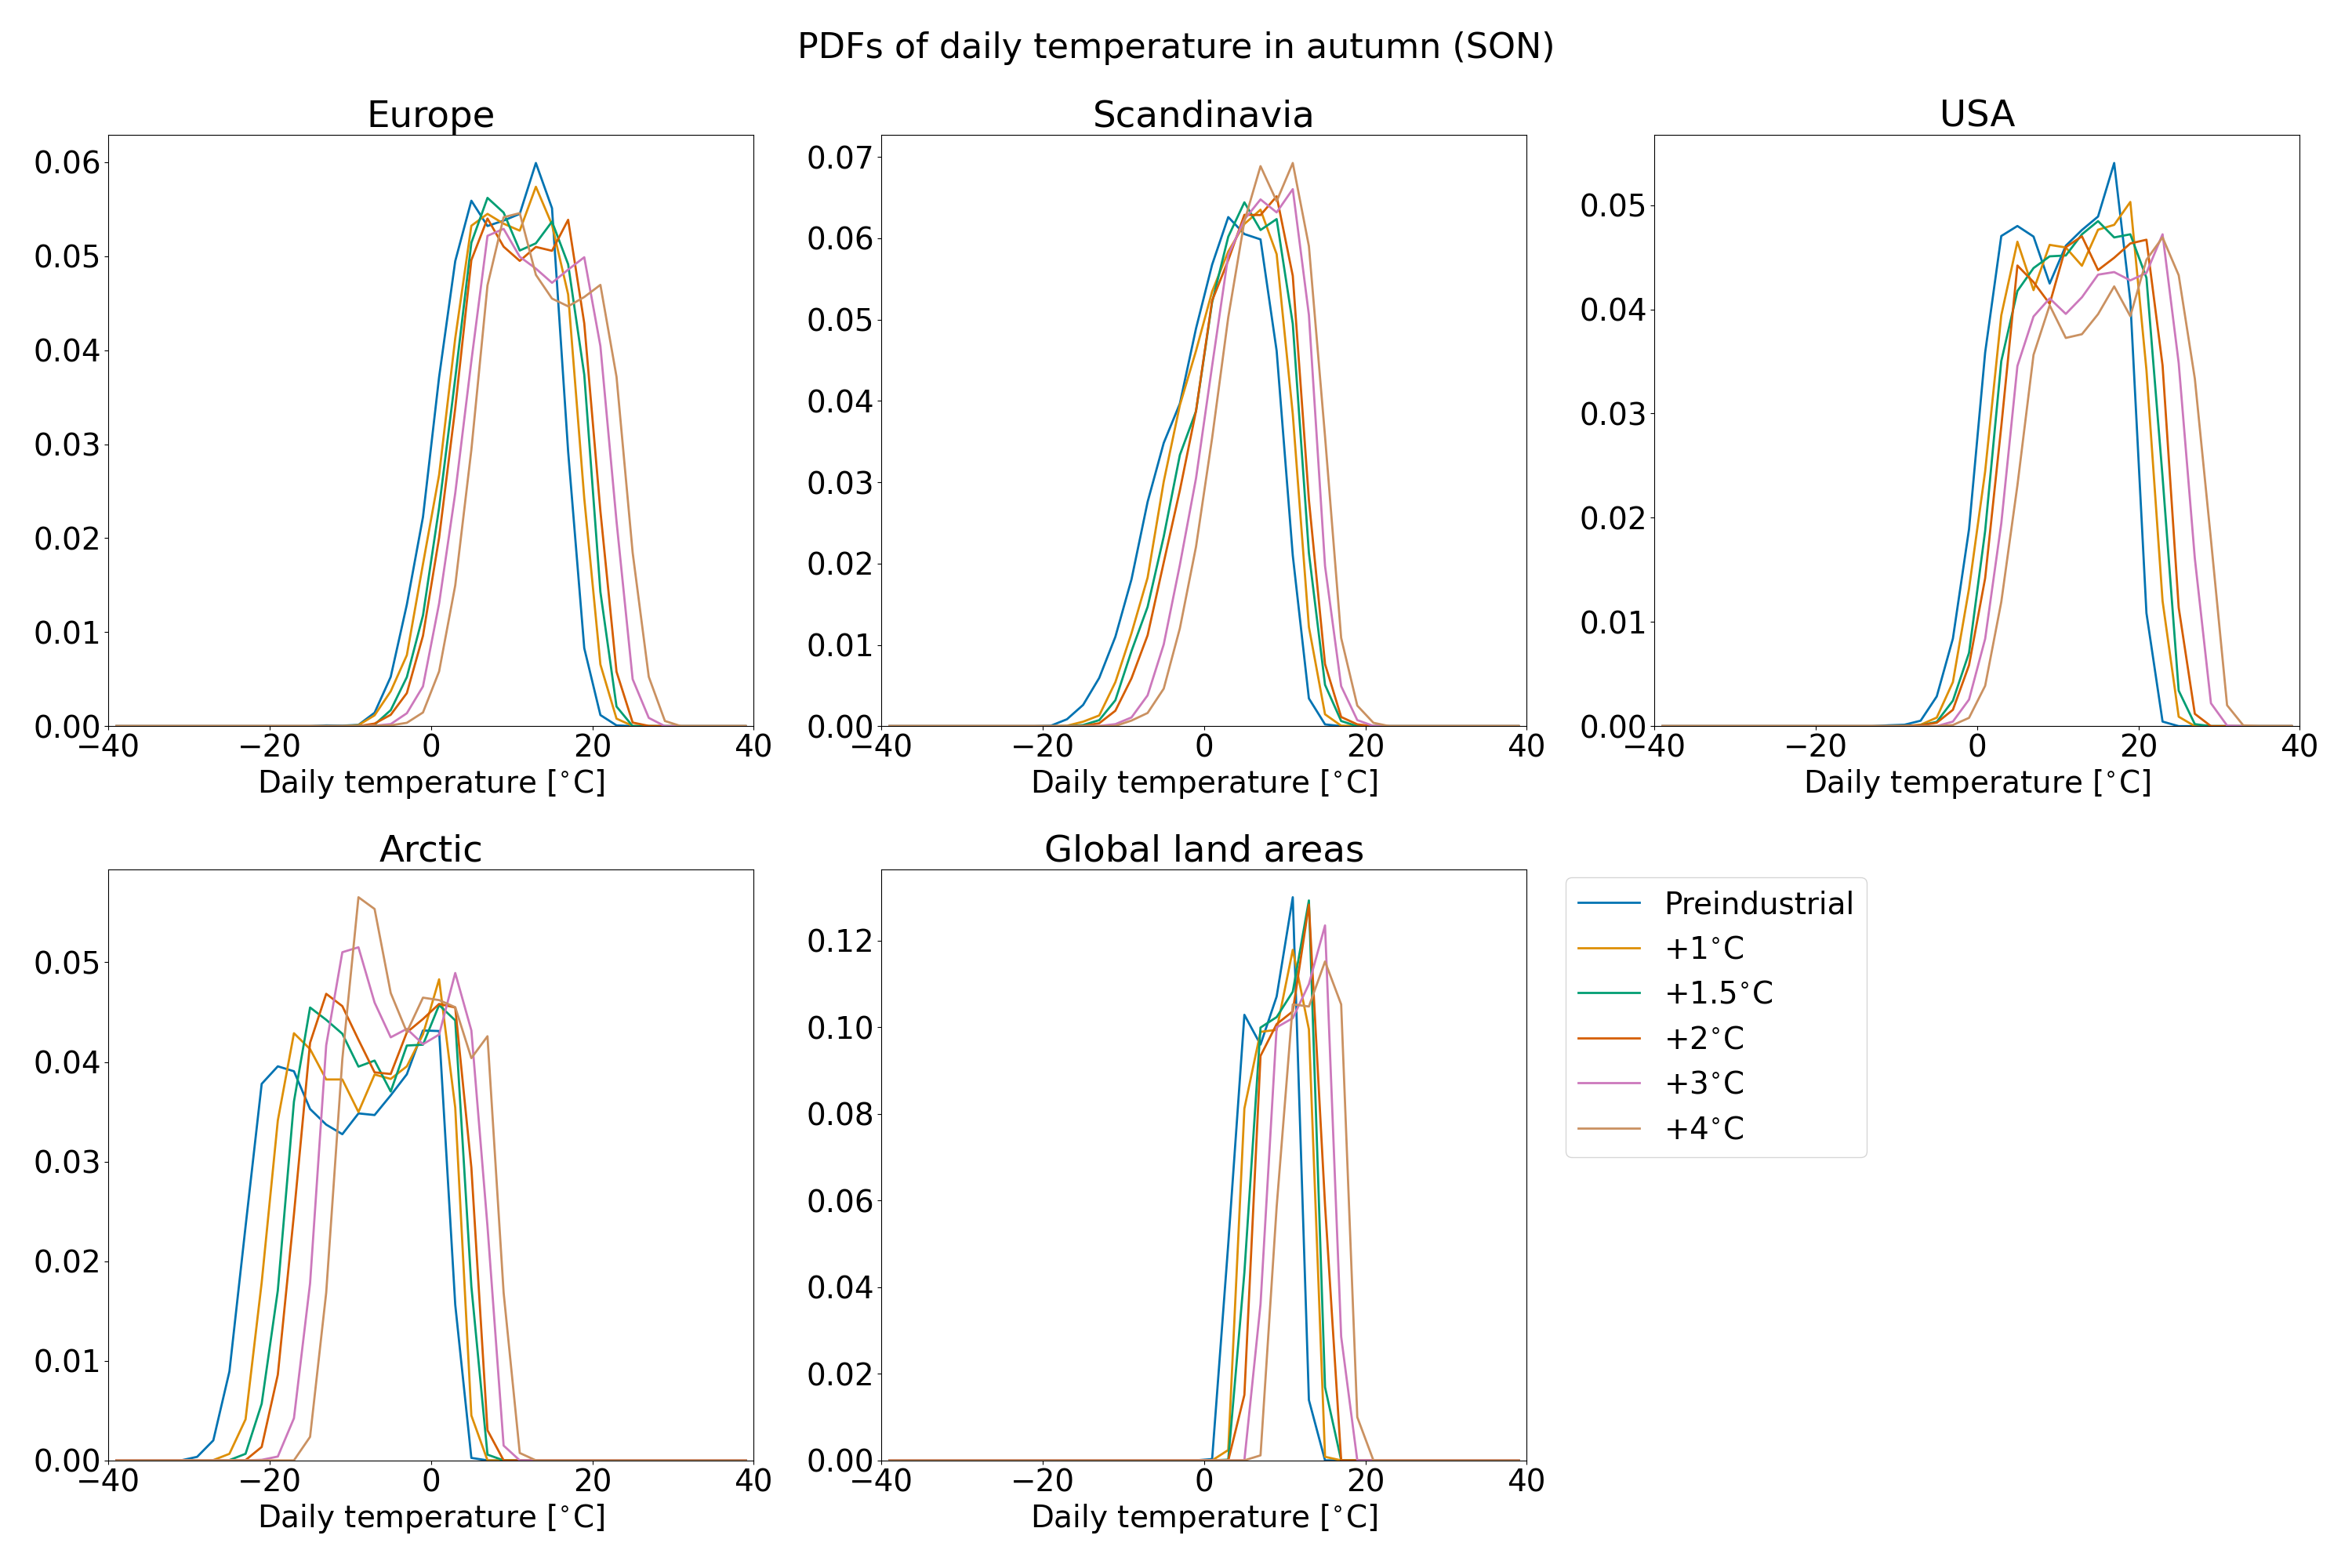 PDFs of daily temperature in autumn (SON)
Europe
0.06
0.05
0.04
0.03
0.02
0.01
0.00
−40 −20 0 20 40
Daily temperature [°C]
Scandinavia
0.07
0.06
0.05
0.04
0.03
0.02
0.01
0.00
−40 −20 0 20 40
Daily temperature [°C]
USA
0.05
0.04
0.03
0.02
0.01
0.00
−40 −20 0 20 40
Daily temperature [°C]
Arctic
0.05
0.04
0.03
0.02
0.01
0.00
−40 −20 0 20 40
Daily temperature [°C]
Global land areas
0.12
0.10
0.08
0.06
0.04
0.02
0.00
−40 −20 0 20 40
Daily temperature [°C]
Preindustrial
+1°C
+1.5°C
+2°C
+3°C
+4°C